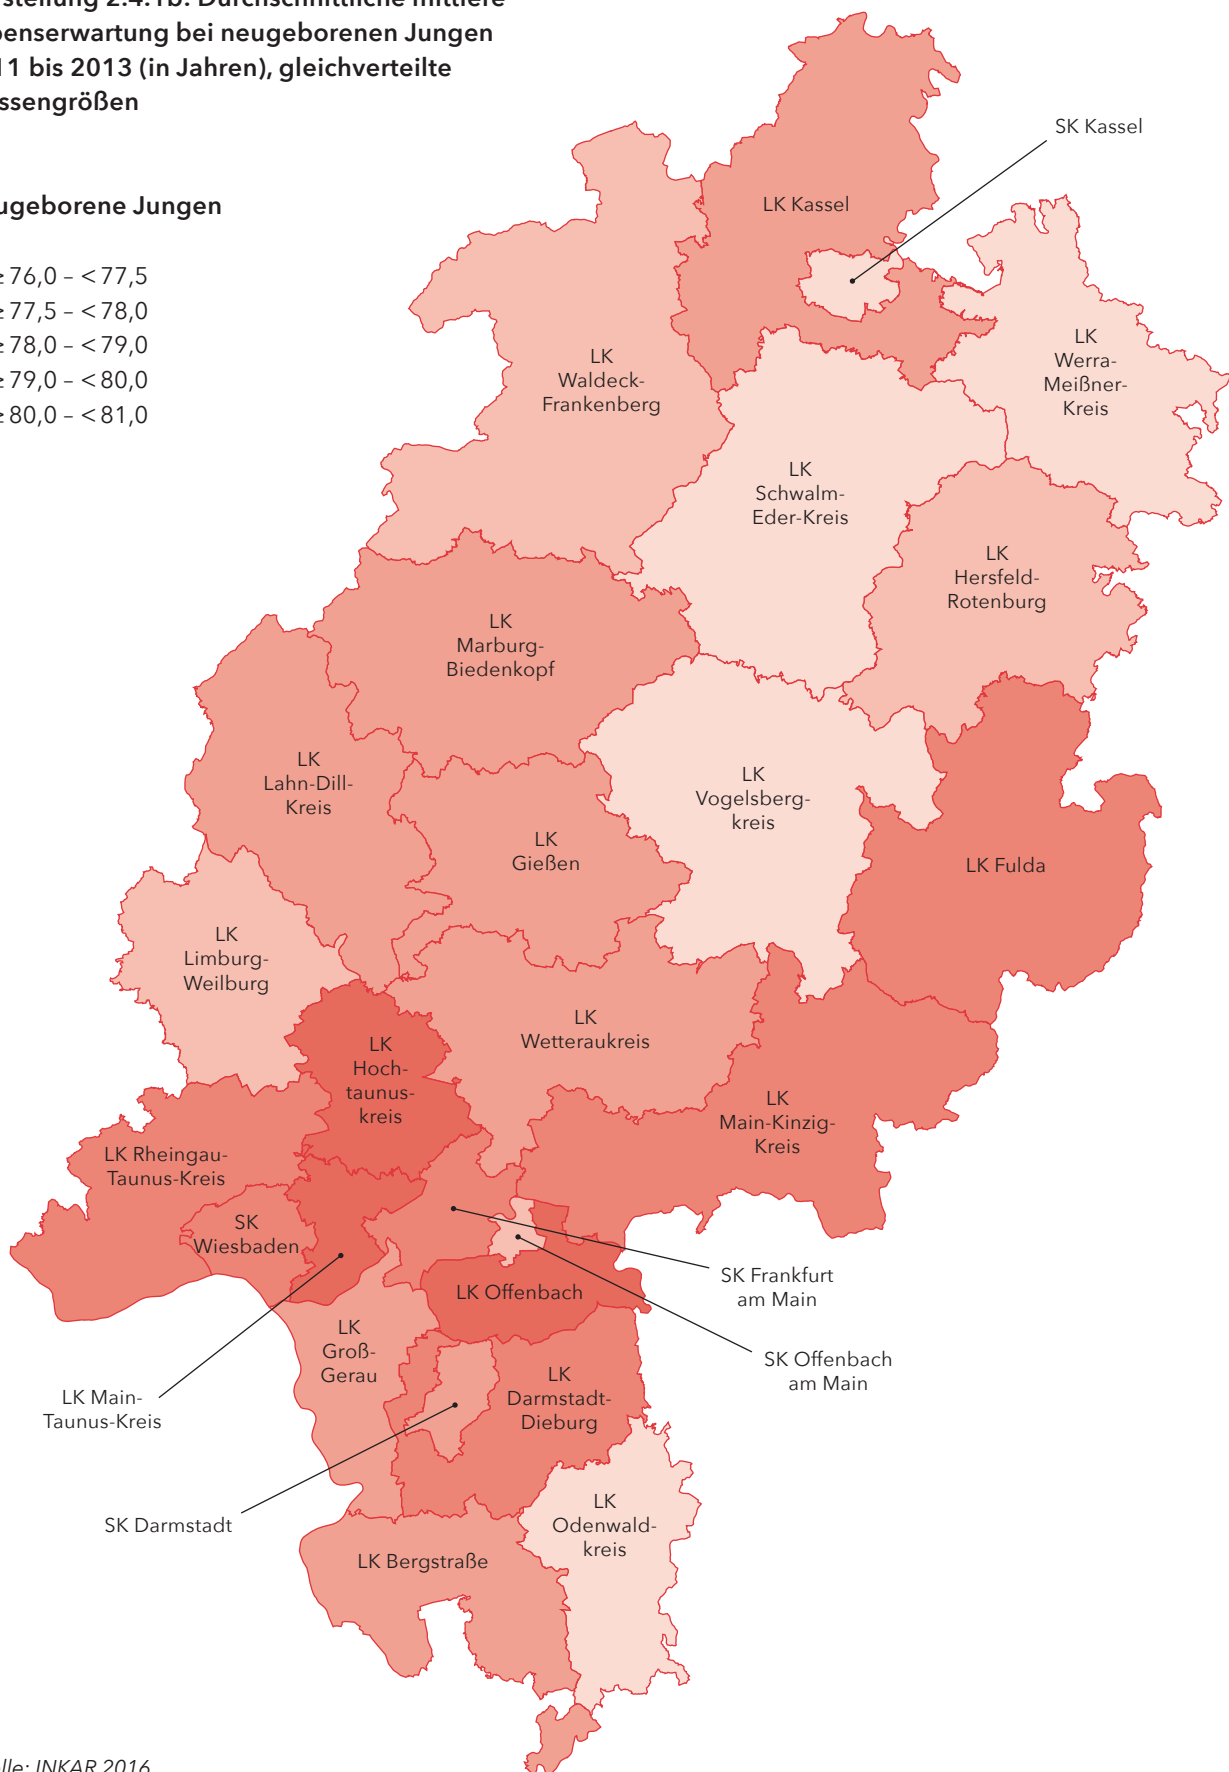 2.4.1b: Durchschnittliche mittlere
bei neugeborenen Jungen
bis 2013 (in Jahren), gleichverteilte
Jungen
76,0 – < 77,5
77,5 – < 78,0
78,0 – < 79,0
79,0 – < 80,0
80,0 – < 81,0
SK Kassel
LK Kassel
LK
Waldeck-
Frankenberg
LK
Werra-
Meißner-
Kreis
LK
Schwalm-
Eder-Kreis
LK
Hersfeld-
Rotenburg
LK
Marburg-
Biedenkopf
LK
Lahn-Dill-
Kreis
LK
Vogelsberg-
kreis
LK
Gießen
LK Fulda
LK
Limburg-
Weilburg
LK
Wetteraukreis
LK
Hoch-
taunus-
kreis
LK
Main-Kinzig-
Kreis
LK Rheingau-
Taunus-Kreis
SK
Wiesbaden
SK Frankfurt
am Main
LK Offenbach
SK Offenbach
am Main
LK
Groß-
Gerau
LK Main-
Taunus-Kreis
LK
Darmstadt-
Dieburg
SK Darmstadt
LK
Odenwald-
kreis
LK Bergstraße
INKAR 2016